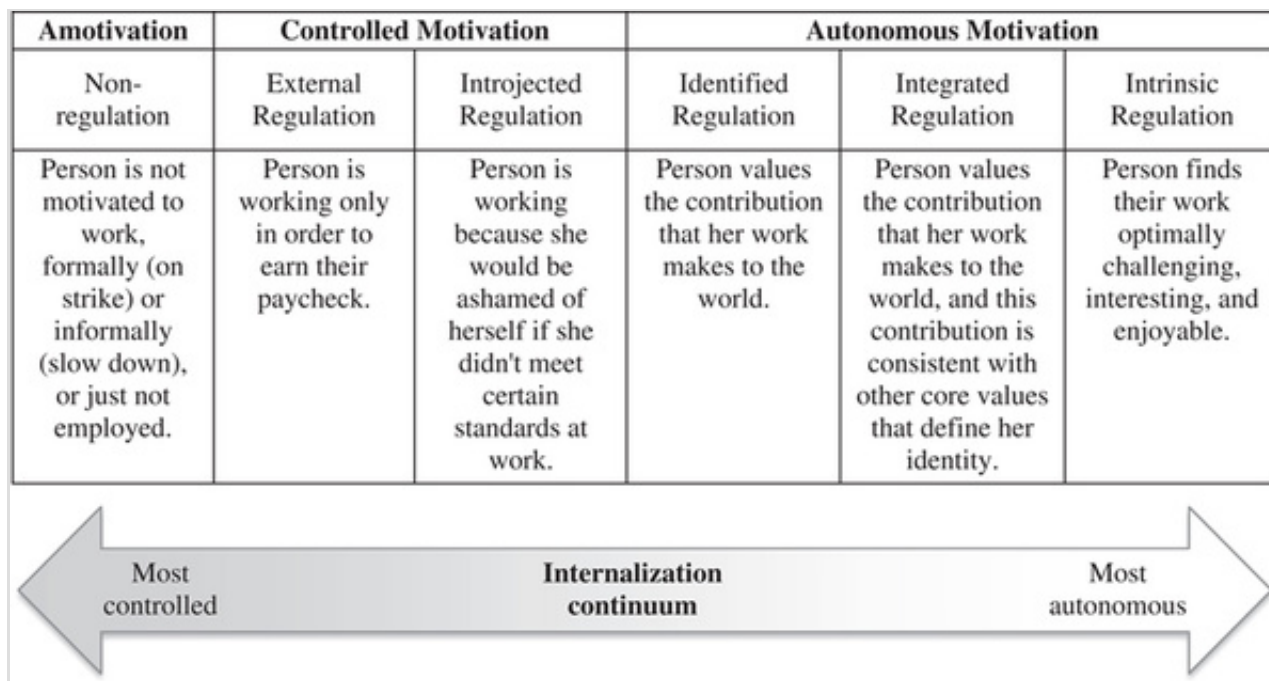 Amotivation
Controlled Motivation
Autonomous Motivation
Non-
regulation
External
Regulation
Introjected
Regulation
Identified
Regulation
Integrated
Regulation
Intrinsic
Regulation
Person is not
motivated to
work,
formally (on
strike) or
informally
(slow down),
or just not
employed.
Person is
working only
in order to
earn their
paycheck.
Person is
working
because she
would be
ashamed of
herself if she
didn't meet
certain
standards at
work.
Person values
the contribution
that her work
makes to the
world.
Person values
the contribution
that her work
makes to the
world, and this
contribution is
consistent with
other core values
that define her
identity.
Person finds
their work
optimally
challenging,
interesting, and
enjoyable.
Most
controlled
Internalization
continuum
Most
autonomous